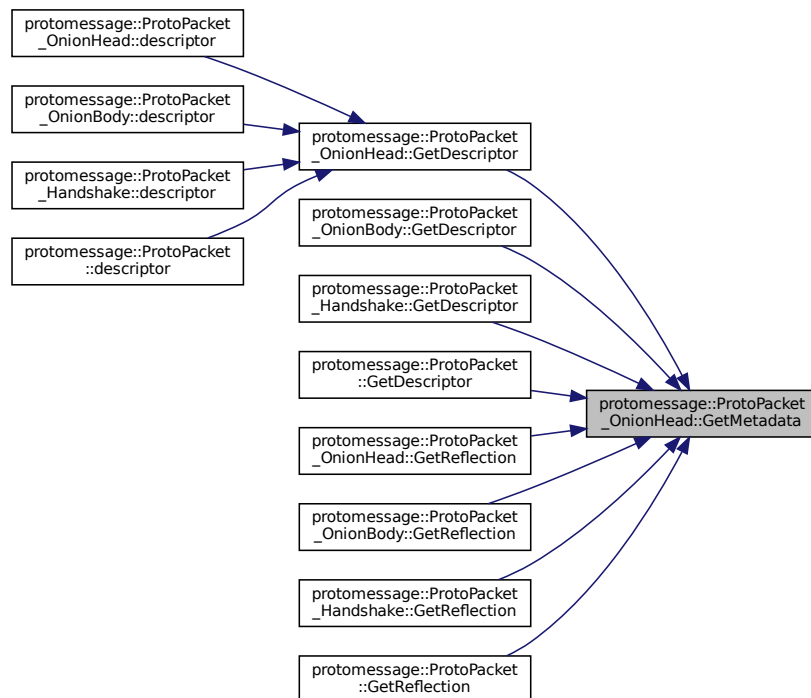 protomessage::ProtoPacket
_OnionHead::descriptor
protomessage::ProtoPacket
_OnionBody::descriptor
protomessage::ProtoPacket
_Handshake::descriptor
protomessage::ProtoPacket
::descriptor
protomessage::ProtoPacket
_OnionHead::GetDescriptor
protomessage::ProtoPacket
_OnionBody::GetDescriptor
protomessage::ProtoPacket
_Handshake::GetDescriptor
protomessage::ProtoPacket
::GetDescriptor
protomessage::ProtoPacket
_OnionHead::GetReflection
protomessage::ProtoPacket
_OnionBody::GetReflection
protomessage::ProtoPacket
_Handshake::GetReflection
protomessage::ProtoPacket
::GetReflection
protomessage::ProtoPacket
_OnionHead::GetMetadata